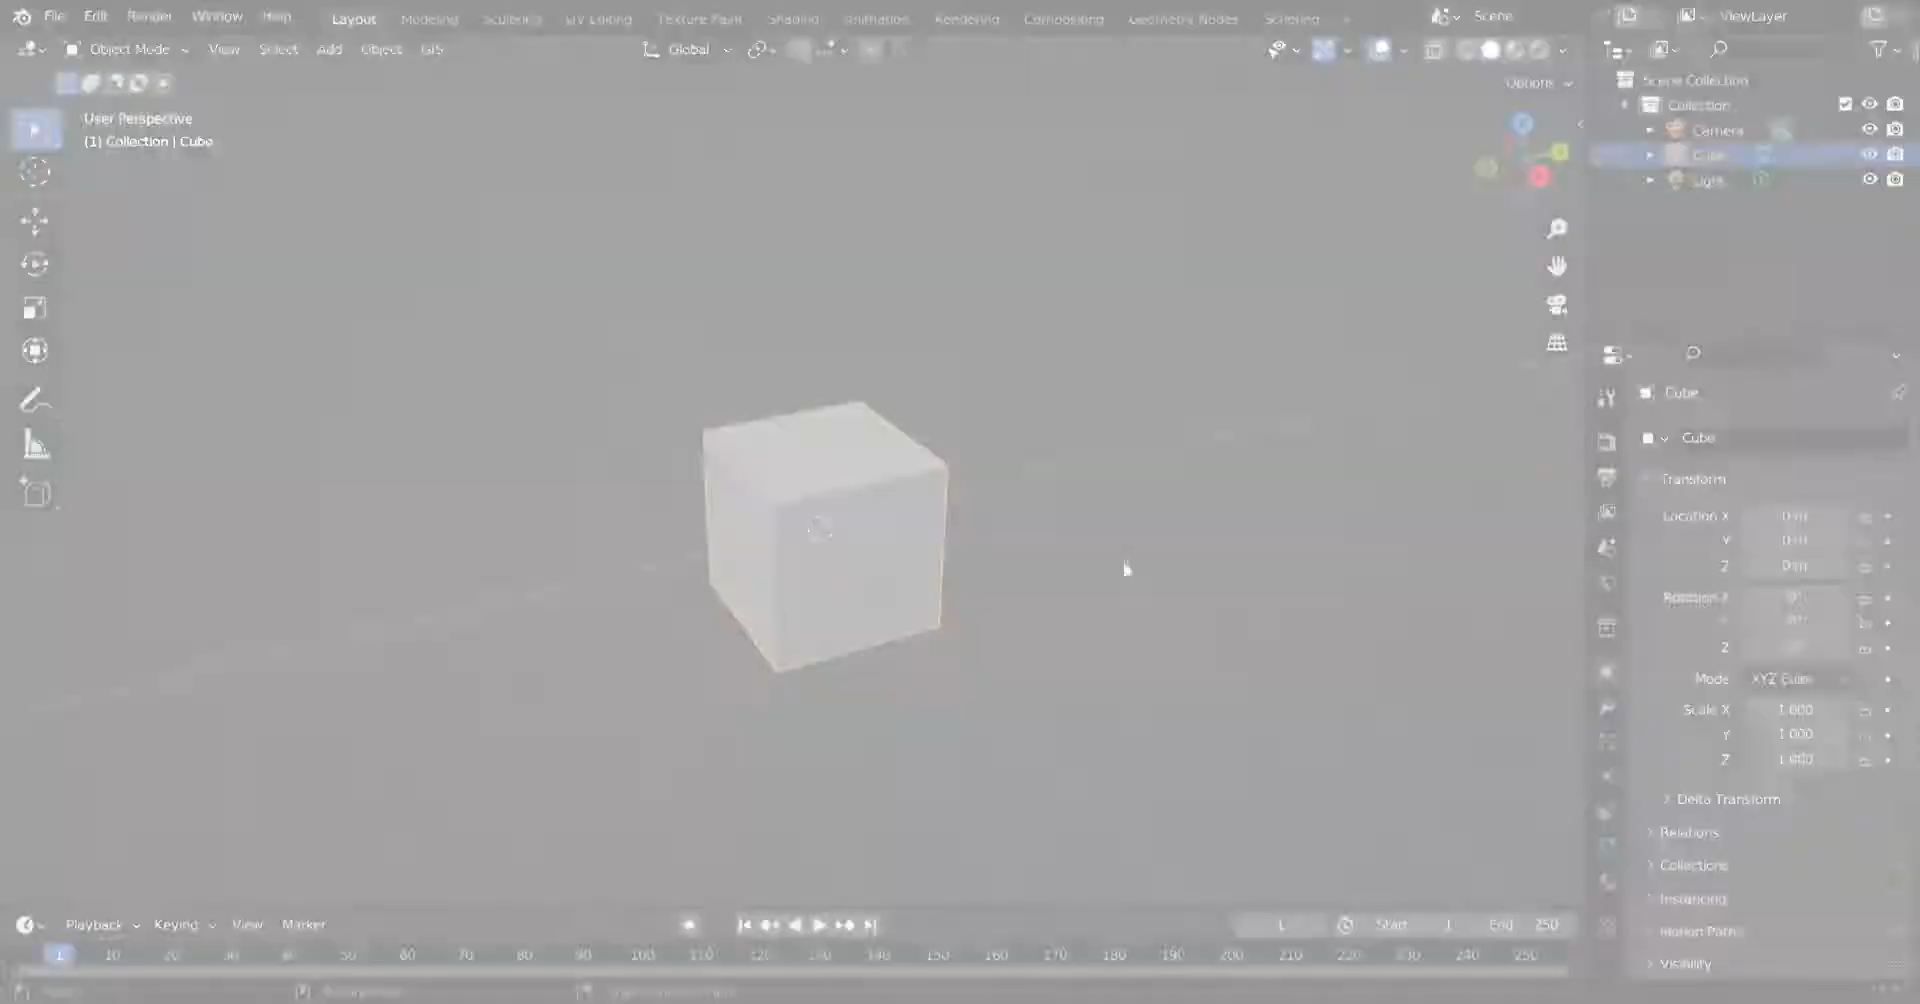 File Edit Render Window Help Layout Modeling Sculpting UV Editing Texture Paint Shading Animation Rendering Compositing Geometry Nodes Scripting Scene ViewLayer
Object Mode View Select Add Object GIS Global
Options
User Perspective
(1) Collection | Cube
Scene Collection
Collection
Camera
Cube
Light
Cube
Cube
Transform
Location X 0 m
Y 0 m
Z 0 m
Rotation X 0°
0°
Z
Mode XYZ Euler
Scale X 1.000
Y 1.000
Z 1.000
Delta Transform
Relations
Collections
Instancing
Motion Paths
Visibility
Playback Keying View Marker 1 Start 1 End 250
1 10 20 30 40 50 60 70 80 90 100 110 120 130 140 150 160 170 180 190 200 210 220 230 240 250